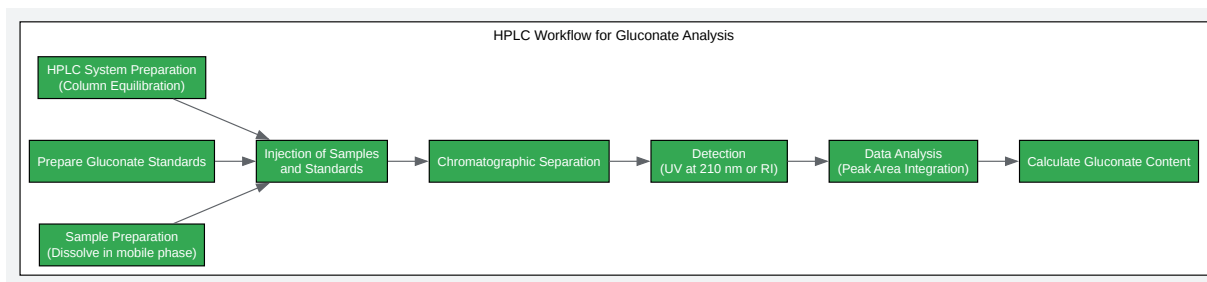 HPLC Workflow for Gluconate Analysis
HPLC System Preparation
(Column Equilibration)
Prepare Gluconate Standards
Sample Preparation
(Dissolve in mobile phase)
Injection of Samples
and Standards
Chromatographic Separation
Detection
(UV at 210 nm or RI)
Data Analysis
(Peak Area Integration)
Calculate Gluconate Content